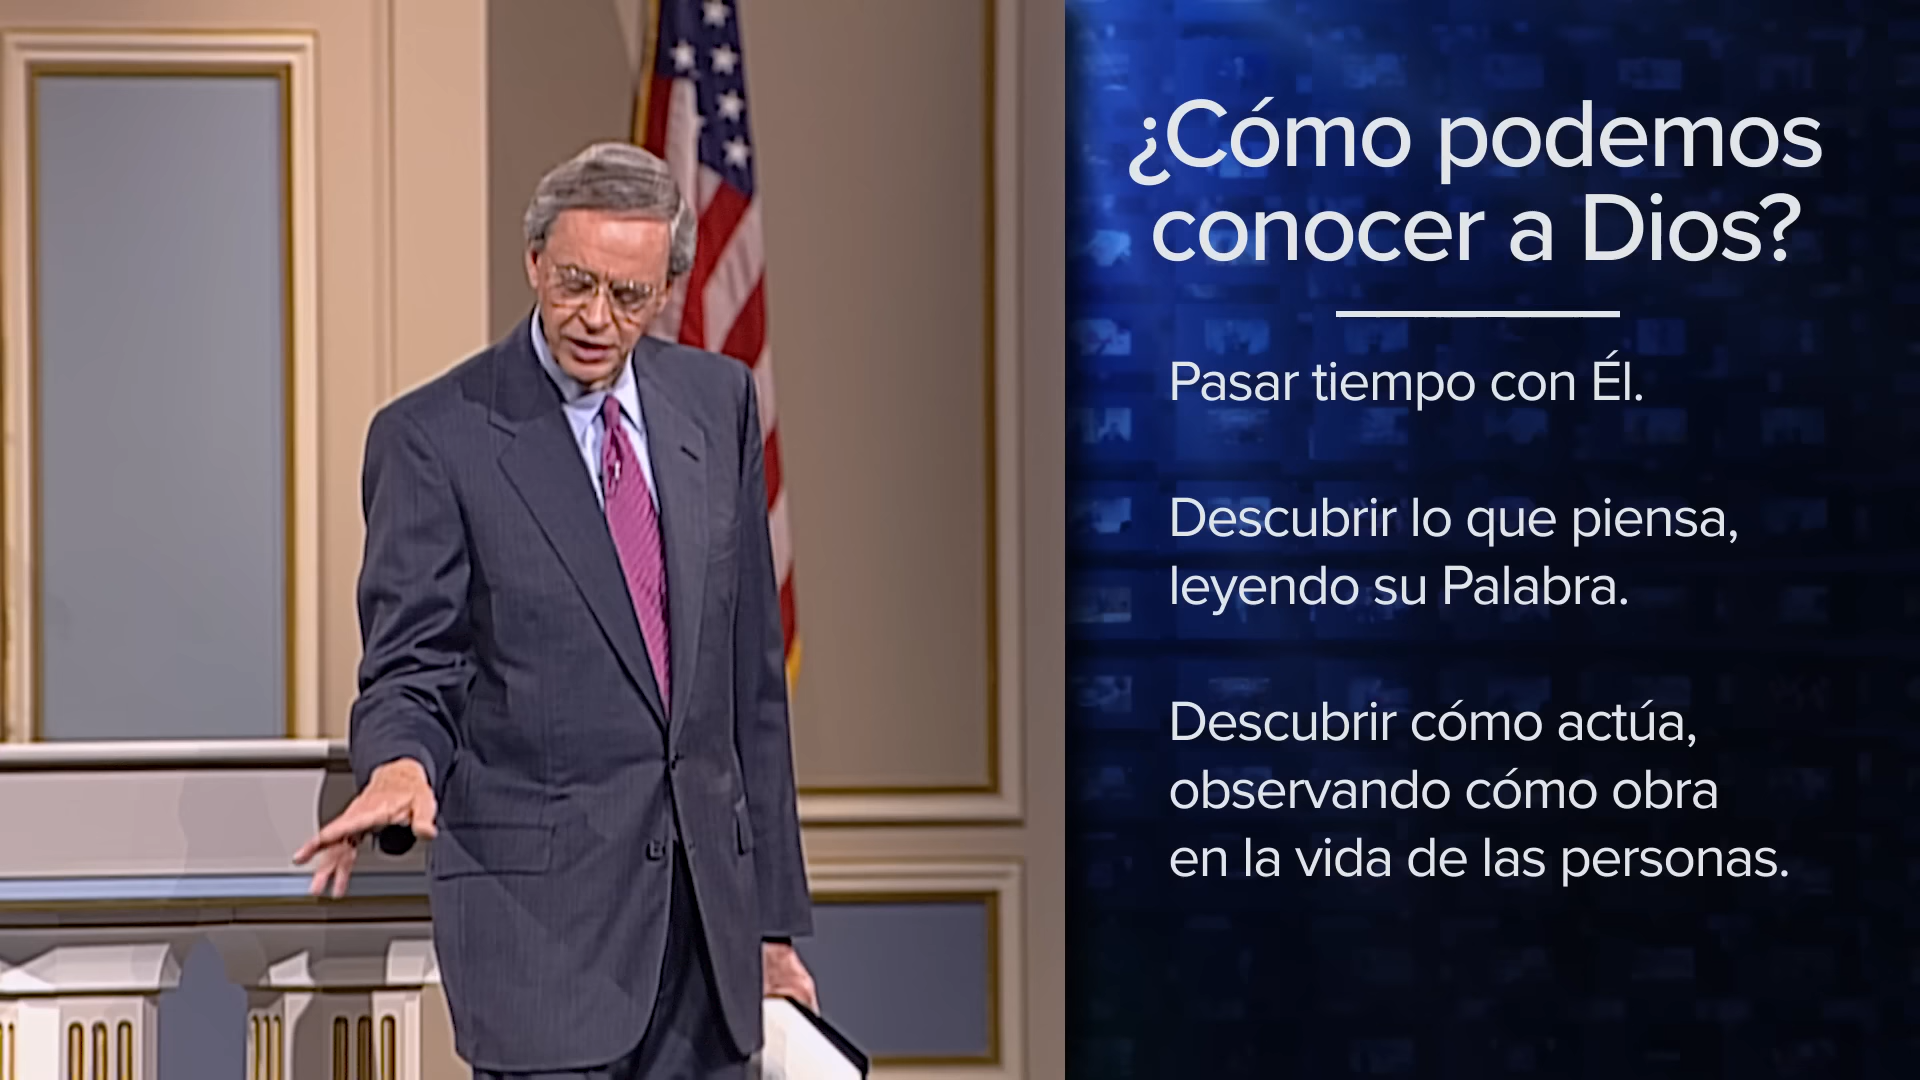 ¿Cómo podemos
conocer a Dios?
Pasar tiempo con Él.
Descubrir lo que piensa,
leyendo su Palabra.
Descubrir cómo actúa,
observando cómo obra
en la vida de las personas.